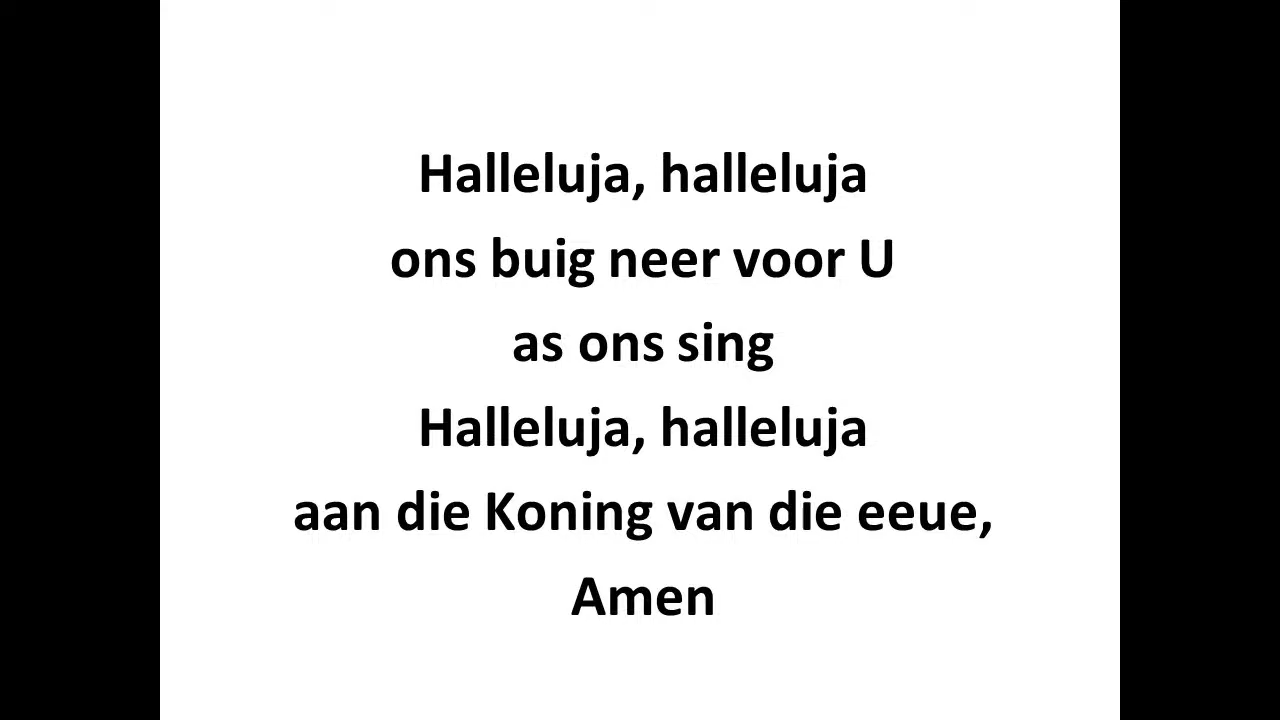 Halleluja, halleluja
ons buig neer voor U
as ons sing
Halleluja, halleluja
aan die Koning van die eeue,
Amen